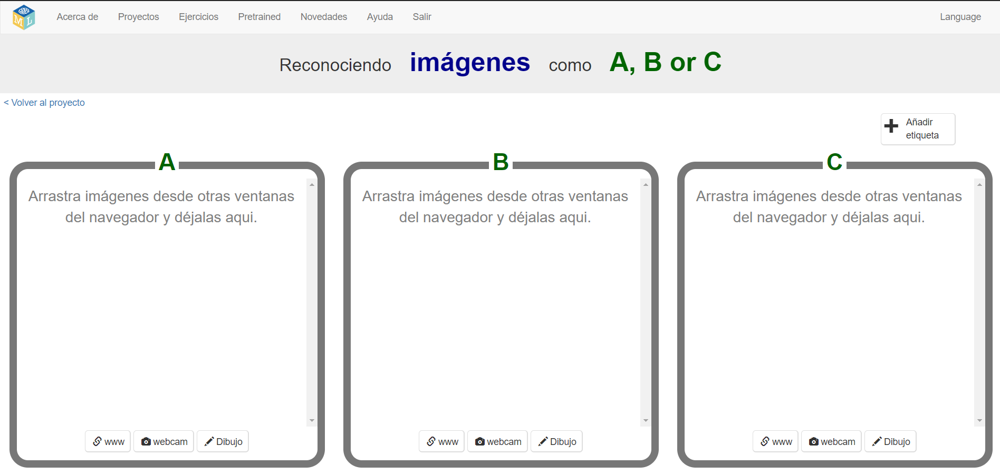 ML
Acerca de Proyectos Ejercicios Pretrained Novedades Ayuda Salir Language
Reconociendo imágenes como A, B or C
< Volver al proyecto
Añadir
etiqueta
A
Arrastra imágenes desde otras ventanas
del navegador y déjalas aqui.
www webcam Dibujo
B
Arrastra imágenes desde otras ventanas
del navegador y déjalas aqui.
www webcam Dibujo
C
Arrastra imágenes desde otras ventanas
del navegador y déjalas aqui.
www webcam Dibujo